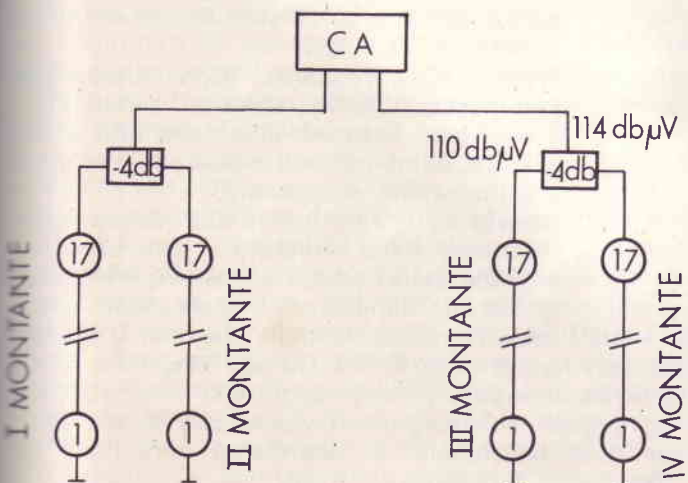 CA
110 dbµV
114 dbµV
-4db
-4db
17
17
17
17
I MONTANTE
II MONTANTE
III MONTANTE
IV MONTANTE
1
1
1
1